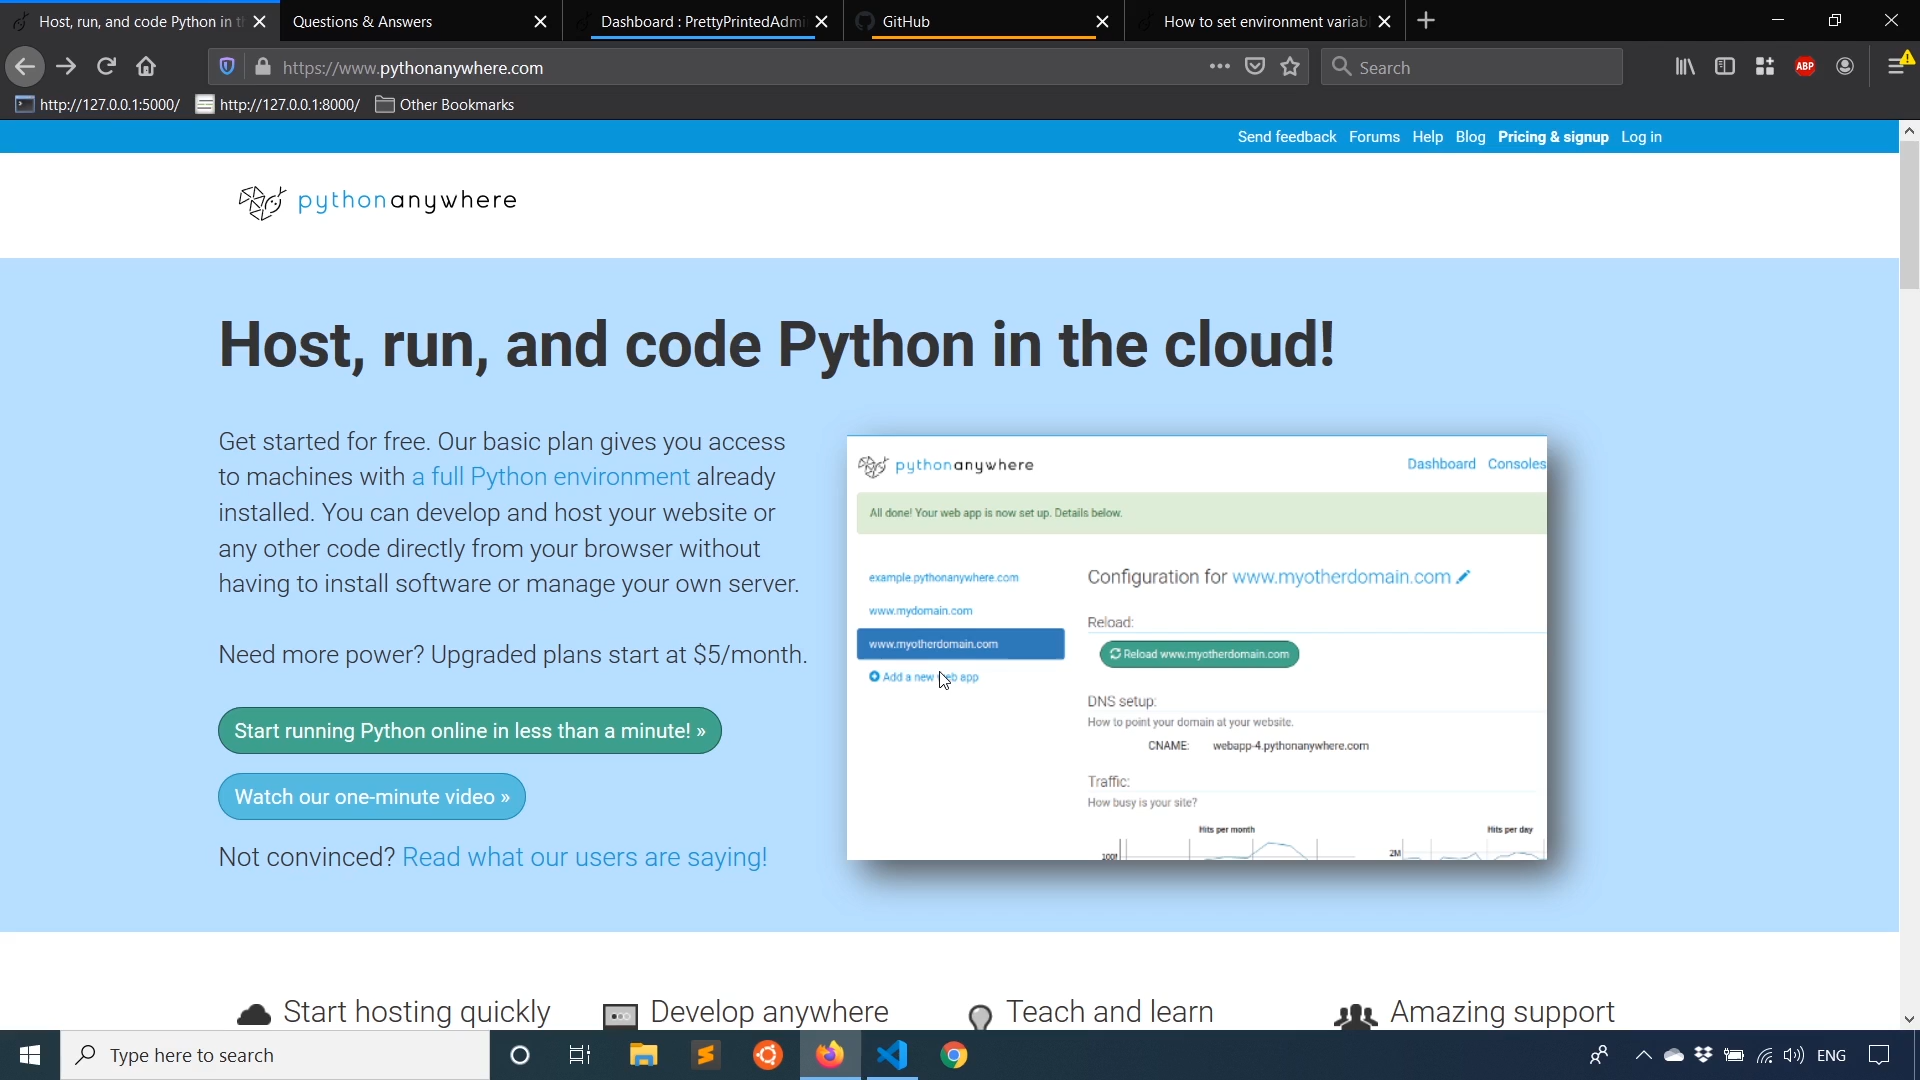 Host, run, and code Python in th
Questions & Answers
Dashboard : PrettyPrintedAdmi
GitHub
How to set environment variabl
https://www.pythonanywhere.com
Search
ABP
http://127.0.0.1:5000/
http://127.0.0.1:8000/
Other Bookmarks
Send feedback Forums Help Blog Pricing & signup Log in
pythonanywhere
Host, run, and code Python in the cloud!
Get started for free. Our basic plan gives you access
to machines with a full Python environment already
installed. You can develop and host your website or
any other code directly from your browser without
having to install software or manage your own server.
Need more power? Upgraded plans start at $5/month.
Start running Python online in less than a minute! »
Watch our one-minute video »
Not convinced? Read what our users are saying!
pythonanywhere
Dashboard Consoles
All done! Your web app is now set up. Details below.
example.pythonanywhere.com
www.mydomain.com
www.myotherdomain.com
Add a new web app
Configuration for www.myotherdomain.com
Reload:
Reload www.myotherdomain.com
DNS setup:
How to point your domain at your website.
CNAME: webapp-4.pythonanywhere.com
Traffic:
How busy is your site?
Hits per month
Hits per day
2M
Start hosting quickly
Develop anywhere
Teach and learn
Amazing support
Type here to search
ENG